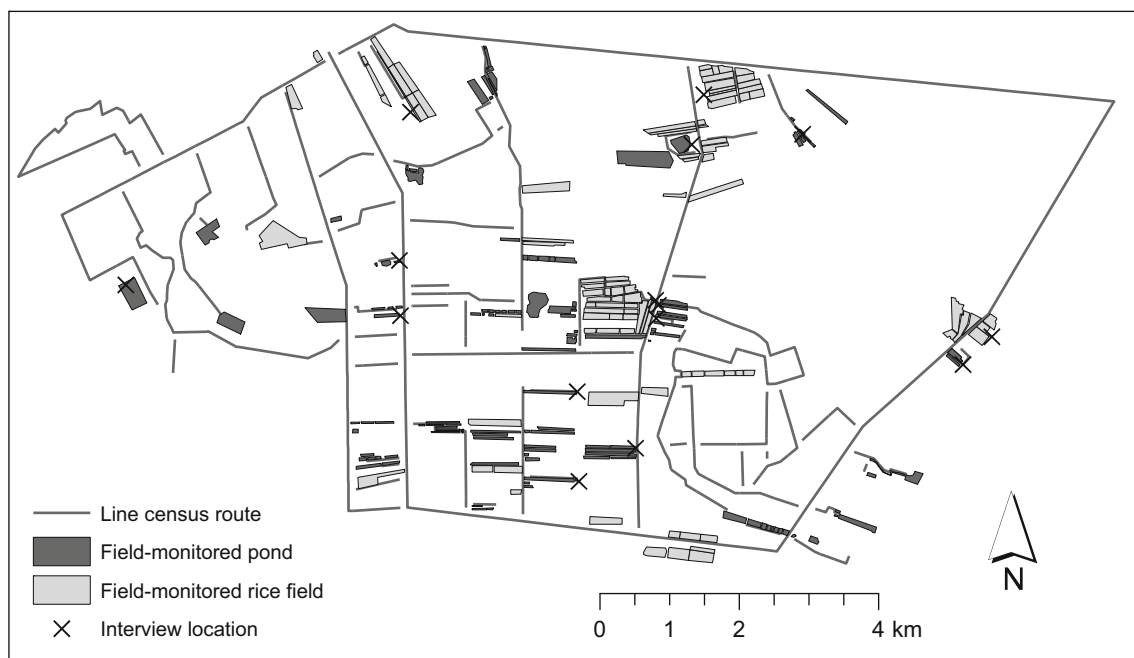 Line census route
Field-monitored pond
Field-monitored rice field
Interview location
N
0 1 2 4 km